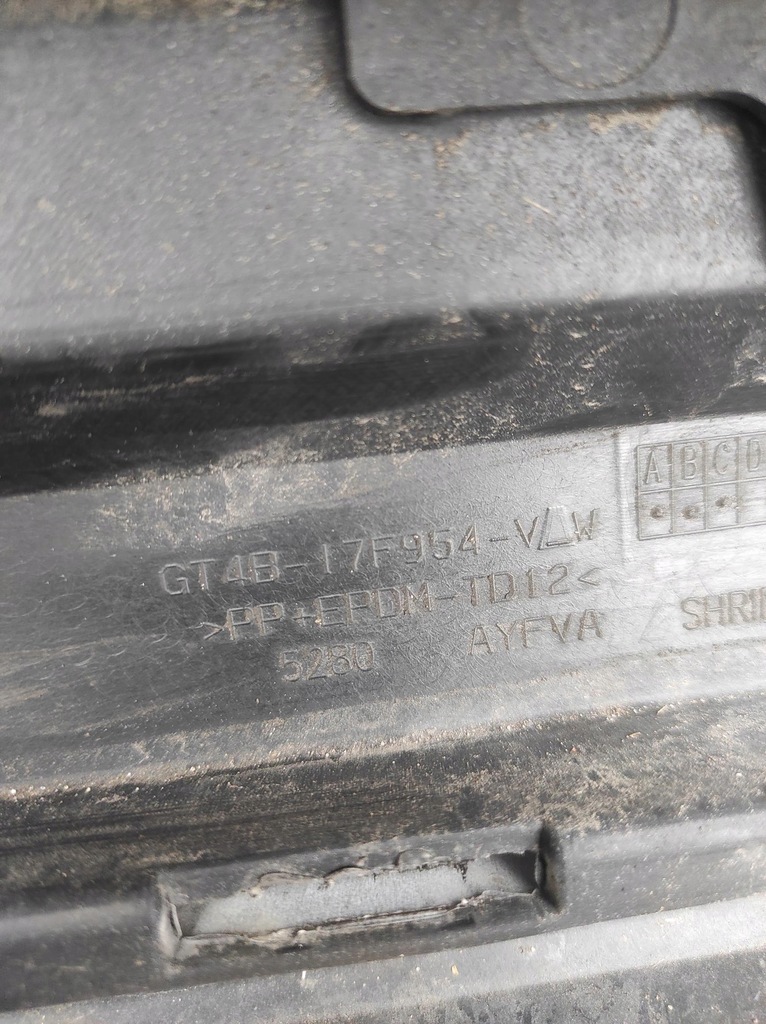 A B C D
GT4B-17F954-V△W
>PP+EPDM-TD12<
5280 AYFVA SHRI